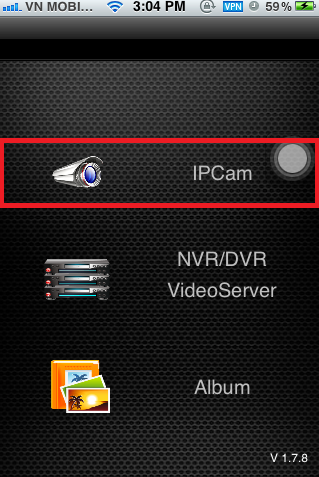 VN MOBI... 3:04 PM VPN 59%
IPCam
NVR/DVR
VideoServer
Album
V 1.7.8